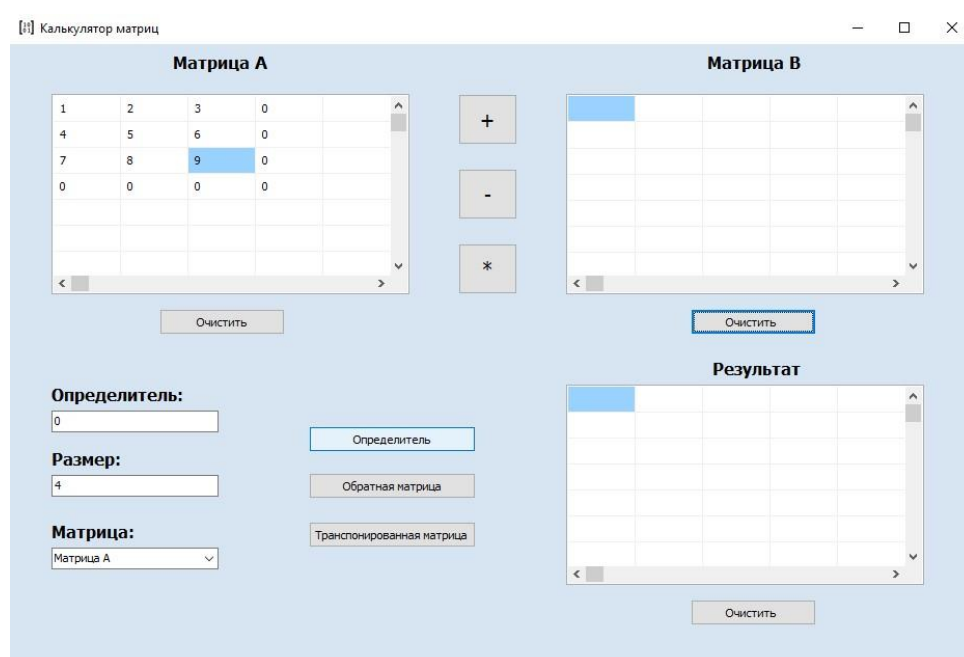 Калькулятор матриц
Матрица A
Матрица B
1 2 3 0
4 5 6 0
7 8 9 0
0 0 0 0
+
-
*
Очистить
Очистить
Результат
Определитель:
0
Определитель
Размер:
4
Обратная матрица
Матрица:
Транспонированная матрица
Матрица A
Очистить